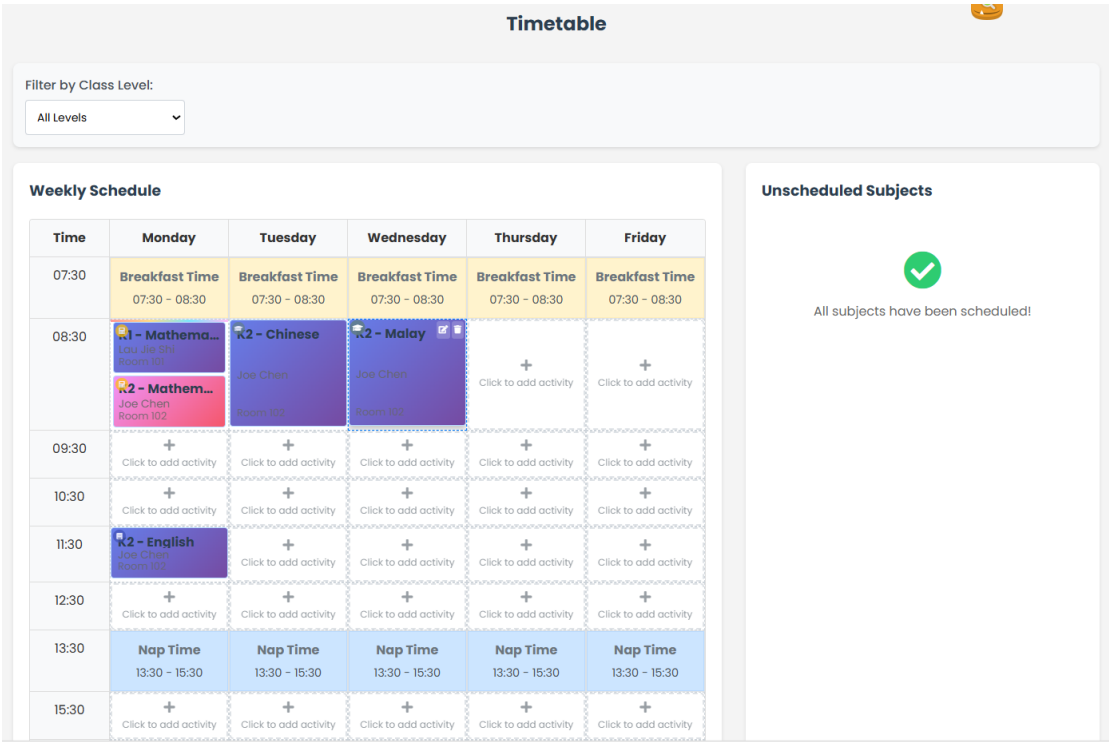 Timetable
Filter by Class Level:
All Levels
Weekly Schedule
Unscheduled Subjects
Time Monday Tuesday Wednesday Thursday Friday
07:30 Breakfast Time Breakfast Time Breakfast Time Breakfast Time Breakfast Time
07:30 - 08:30 07:30 - 08:30 07:30 - 08:30 07:30 - 08:30 07:30 - 08:30
All subjects have been scheduled!
08:30 K1 - Mathema... K2 - Chinese K2 - Malay
Lau Jie Shi
Room 101
Joe Chen Joe Chen
K2 - Mathem...
Joe Chen
Room 102 Room 102 Room 102
+ +
Click to add activity Click to add activity
09:30 + + + + +
Click to add activity Click to add activity Click to add activity Click to add activity Click to add activity
10:30 + + + + +
Click to add activity Click to add activity Click to add activity Click to add activity Click to add activity
11:30 K2 - English + + + +
Joe Chen
Room 102
Click to add activity Click to add activity Click to add activity Click to add activity
12:30 + + + + +
Click to add activity Click to add activity Click to add activity Click to add activity Click to add activity
13:30 Nap Time Nap Time Nap Time Nap Time Nap Time
13:30 - 15:30 13:30 - 15:30 13:30 - 15:30 13:30 - 15:30 13:30 - 15:30
15:30 + + + + +
Click to add activity Click to add activity Click to add activity Click to add activity Click to add activity